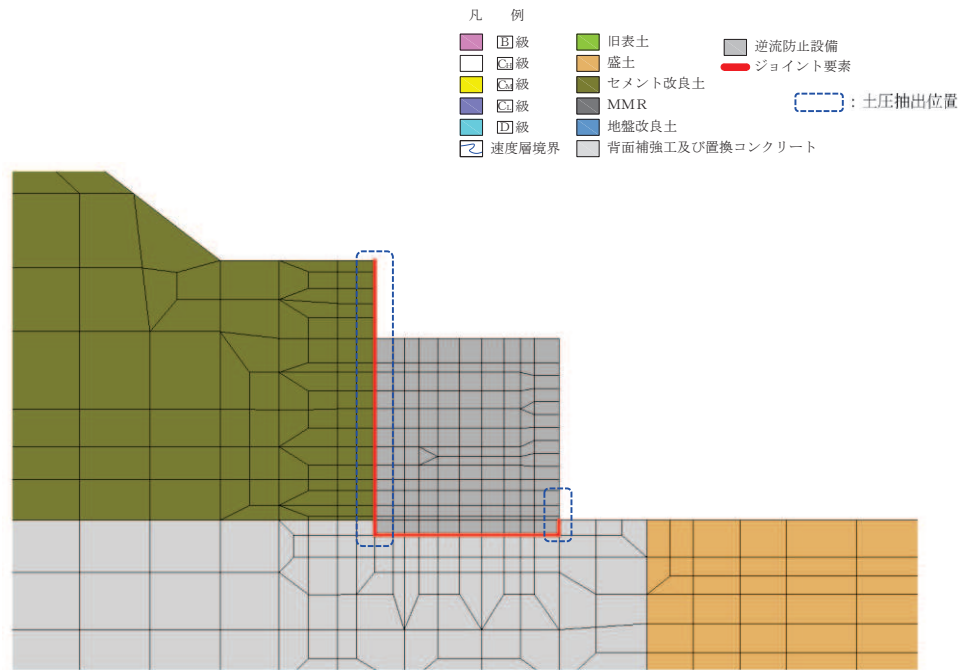 凡 例
B級
CH級
CM級
CL級
D級
速度層境界
旧表土
盛土
セメント改良土
MMR
地盤改良土
背面補強工及び置換コンクリート
逆流防止設備
ジョイント要素
：土圧抽出位置